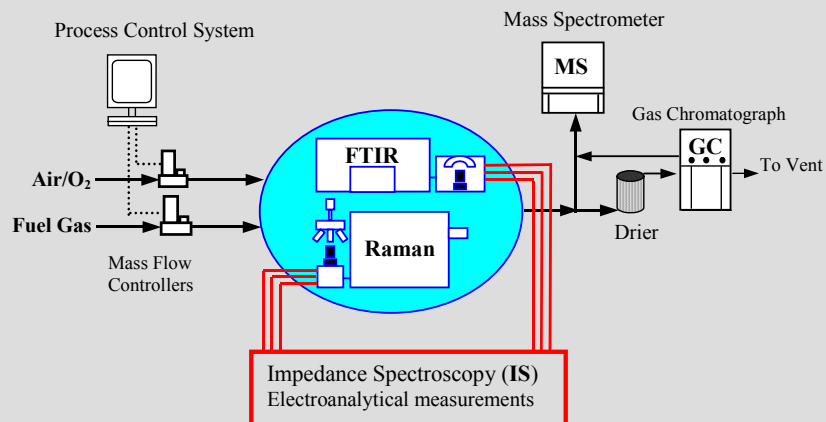 Process Control System
Mass Spectrometer
MS
Gas Chromatograph
GC
To Vent
FTIR
Air/O₂
Fuel Gas
Raman
Drier
Mass Flow
Controllers
Impedance Spectroscopy (IS)
Electroanalytical measurements